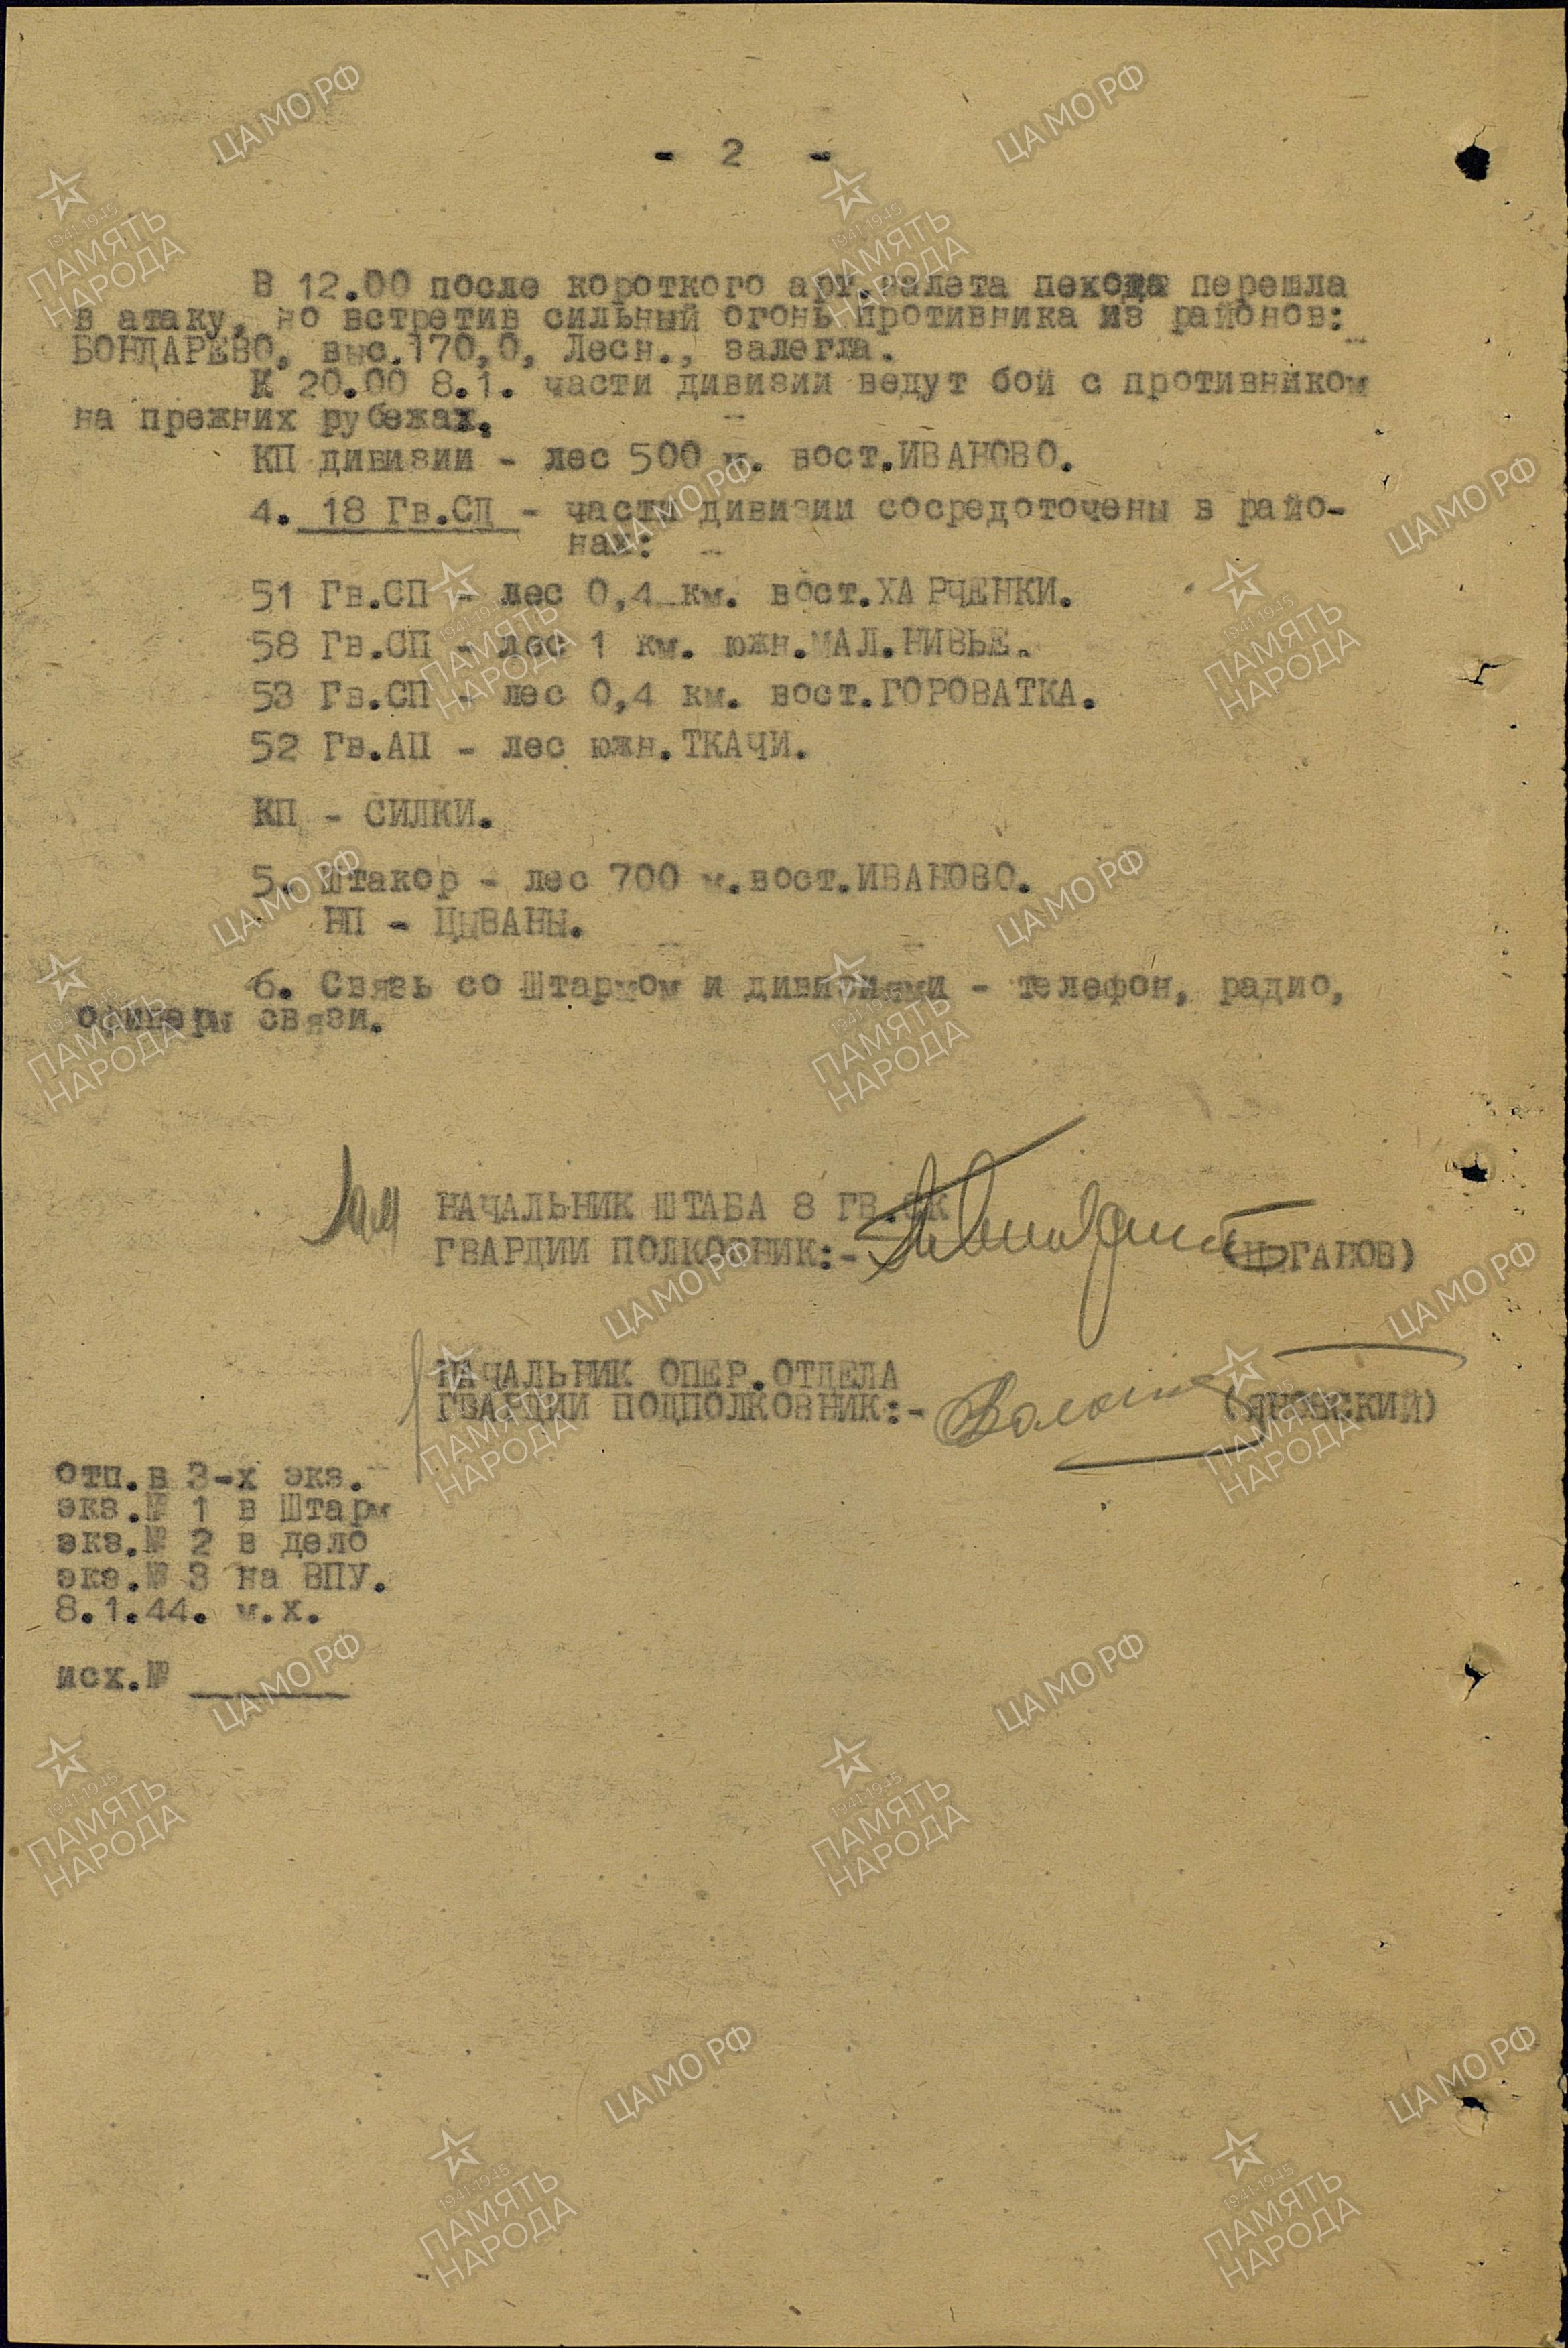 - 2 -
В 12.00 после короткого арт.налета пехота перешла
в атаку, но встретив сильный огонь противника из районов:
БОНДАРЕВО, выс.170,0, Лесн., залегла.
К 20.00 8.1. части дивизии ведут бой с противником
на прежних рубежах.
КП дивизии - лес 500 м. вост.ИВАНОВО.
4. 18 Гв.СД - части дивизии сосредоточены в райо-
нах:
51 Гв.СП - лес 0,4 км. вост.ХАРЧЕНКИ.
58 Гв.СП - лес 1 км. южн.МАЛ.НИВЬЕ.
53 Гв.СП - лес 0,4 км. вост.ГОРОВАТКА.
52 Гв.АП - лес южн.ТКАЧИ.
КП - СИЛКИ.
5. Штакор - лес 700 м.вост.ИВАНОВО.
НП - ЦЫВАНЫ.
6. Связь со Штармом и дивизиями - телефон, радио,
офицеры связи.
НАЧАЛЬНИК ШТАБА 8 ГВ.СК
ГВАРДИИ ПОЛКОВНИК:- (ЦЫГАНОВ)
НАЧАЛЬНИК ОПЕР.ОТДЕЛА
ГВАРДИИ ПОДПОЛКОВНИК:- (ЯНОВСКИЙ)
Отп.в 3-х экз.
экз.№ 1 в Штарм
экз.№ 2 в дело
экз.№ 3 на ВПУ.
8.1.44. м.х.
исх.№
ЦАМО РФ
1941-1945
ПАМЯТЬ
НАРОДА